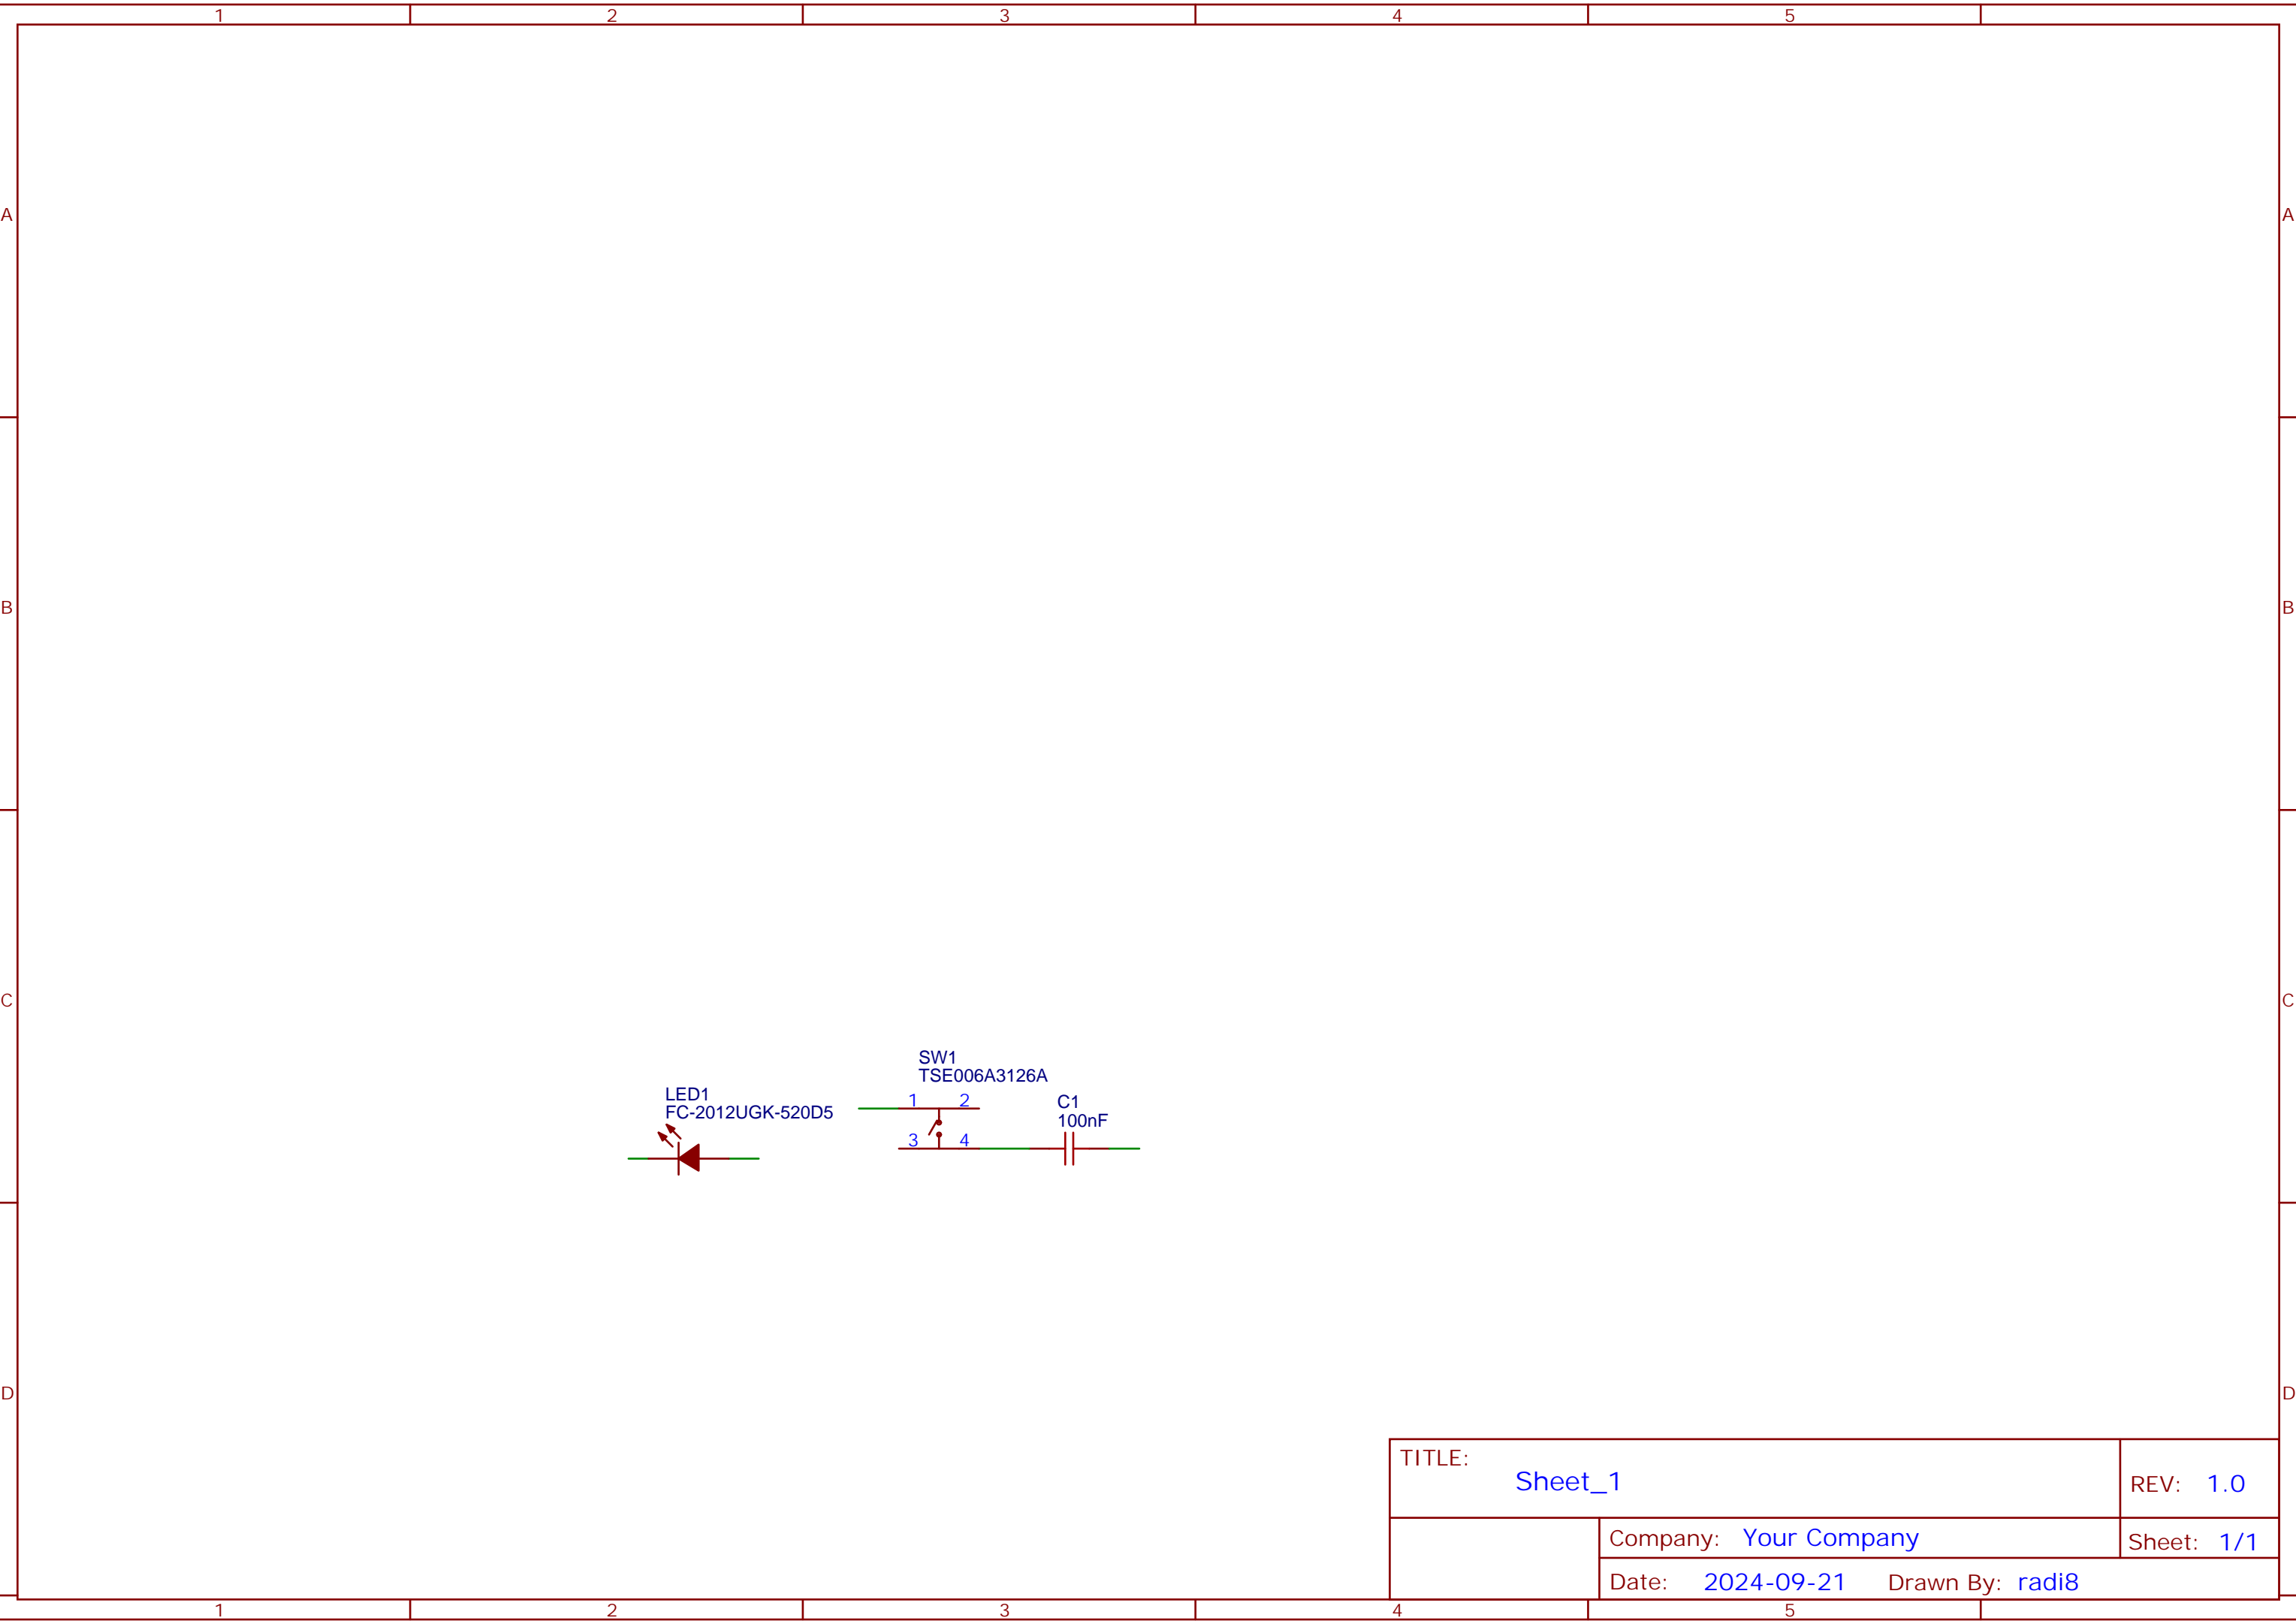 1 2 3 4 5
A A
B B
C C
SW1
TSE006A3126A
LED1
FC-2012UGK-520D5
1 2
C1
100nF
3 4
D D
TITLE:
Sheet_1
REV: 1.0
Company: Your Company
Sheet: 1/1
Date: 2024-09-21 Drawn By: radi8
1 2 3 4 5